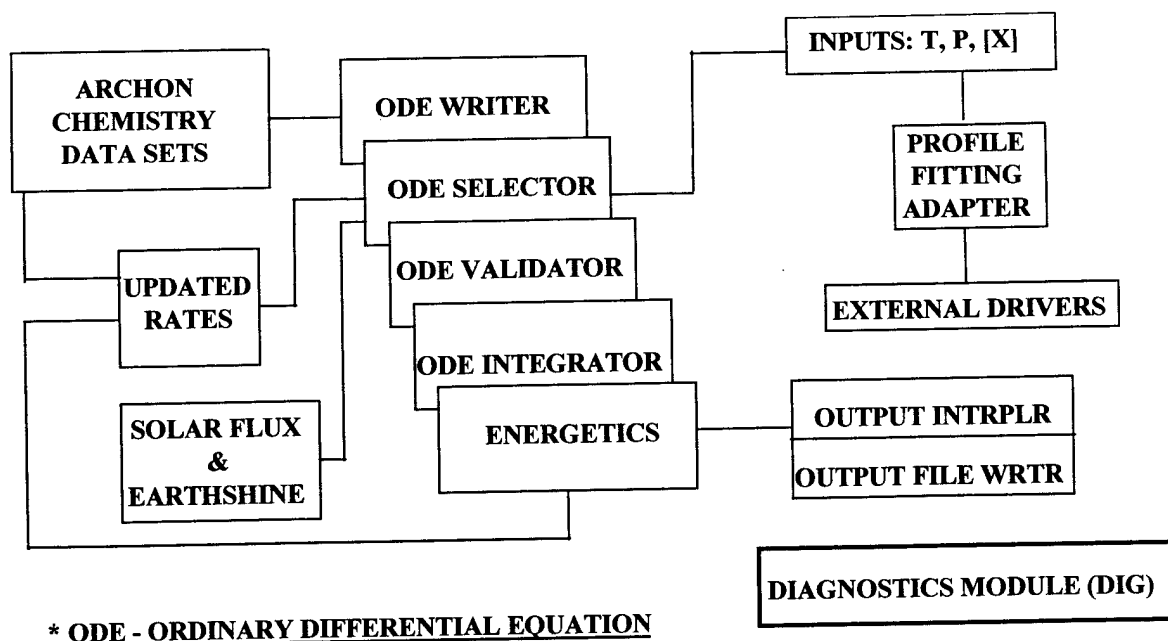 INPUTS: T, P, [X]
ARCHON
CHEMISTRY
DATA SETS
ODE WRITER
ODE SELECTOR
ODE VALIDATOR
ODE INTEGRATOR
ENERGETICS
UPDATED
RATES
SOLAR FLUX
&
EARTHSHINE
PROFILE
FITTING
ADAPTER
EXTERNAL DRIVERS
OUTPUT INTRPLR
OUTPUT FILE WRTR
DIAGNOSTICS MODULE (DIG)
* ODE - ORDINARY DIFFERENTIAL EQUATION